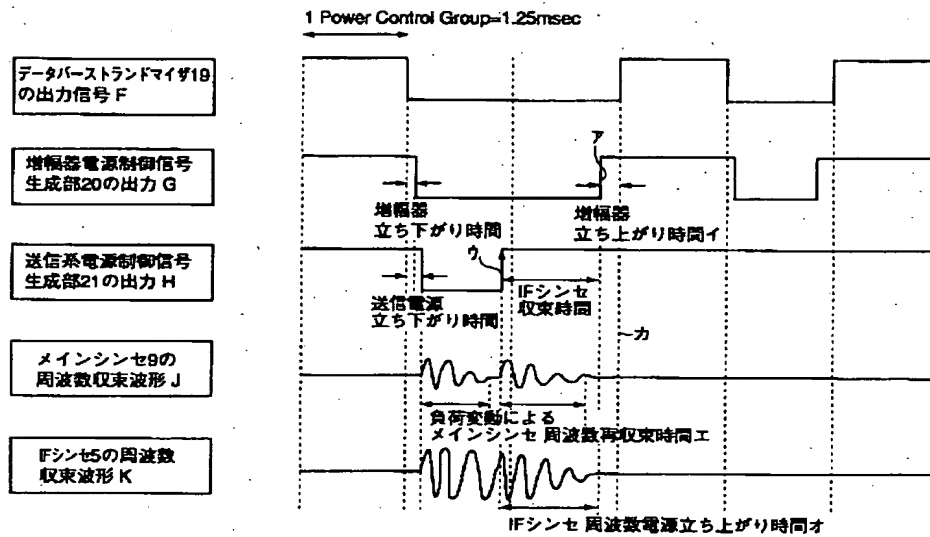 1 Power Control Group=1.25msec
データバーストランドマイザ19
の出力信号 F
増幅器電源制御信号
生成部20の出力 G
ア
増幅器
立ち下がり時間
増幅器
立ち上がり時間イ
送信系電源制御信号
生成部21の出力 H
ウ
IFシンセ
収束時間
送信電源
立ち下がり時間
カ
メインシンセ9の
周波数収束波形 J
負荷変動による
メインシンセ 周波数再収束時間エ
IFシンセ5の周波数
収束波形 K
IFシンセ 周波数電源立ち上がり時間オ